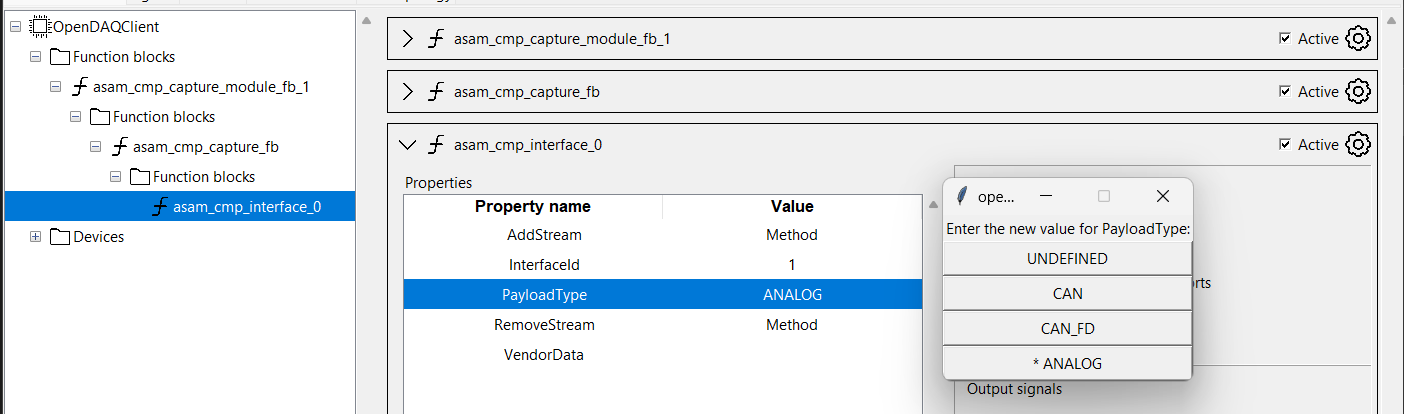 OpenDAQClient
Function blocks
asam_cmp_capture_module_fb_1
Function blocks
asam_cmp_capture_fb
Function blocks
asam_cmp_interface_0
Devices
asam_cmp_capture_module_fb_1
Active
asam_cmp_capture_fb
Active
asam_cmp_interface_0
Active
Properties
Property name Value
AddStream Method
InterfaceId 1
PayloadType ANALOG
RemoveStream Method
VendorData
ope...
Enter the new value for PayloadType:
UNDEFINED
CAN
CAN_FD
* ANALOG
Output signals